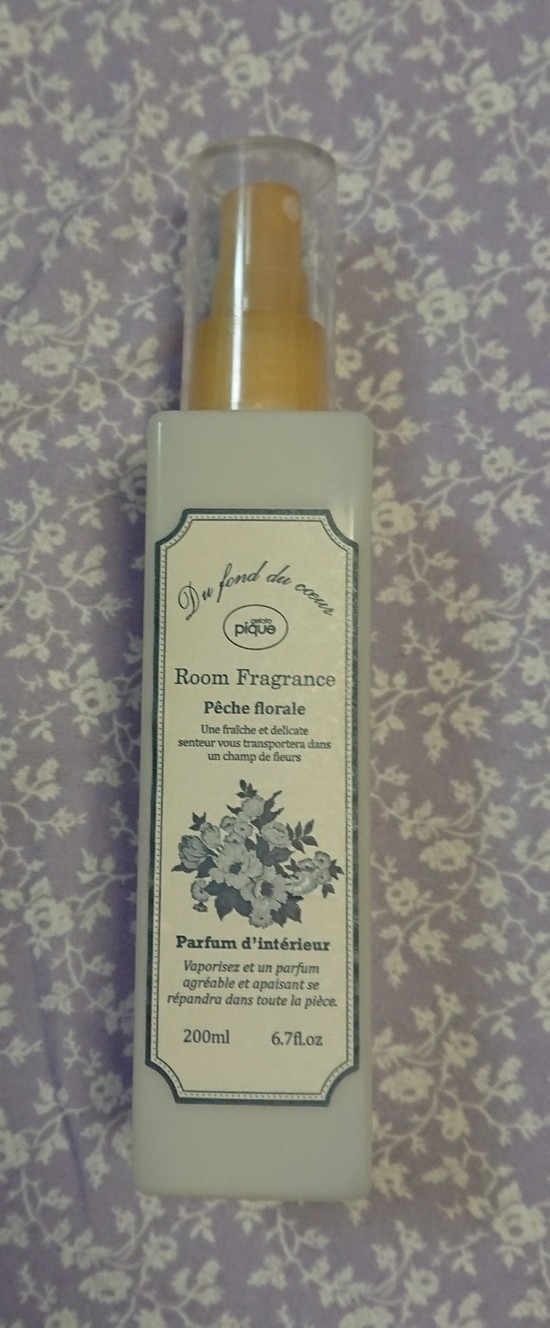 Du fond du cœur
gelato
pique
Room Fragrance
Pêche florale
Une fraîche et delicate
senteur vous transportera dans
un champ de fleurs
Parfum d'intérieur
Vaporisez et un parfum
agréable et apaisant se
répandra dans toute la pièce.
200ml 6.7fl.oz